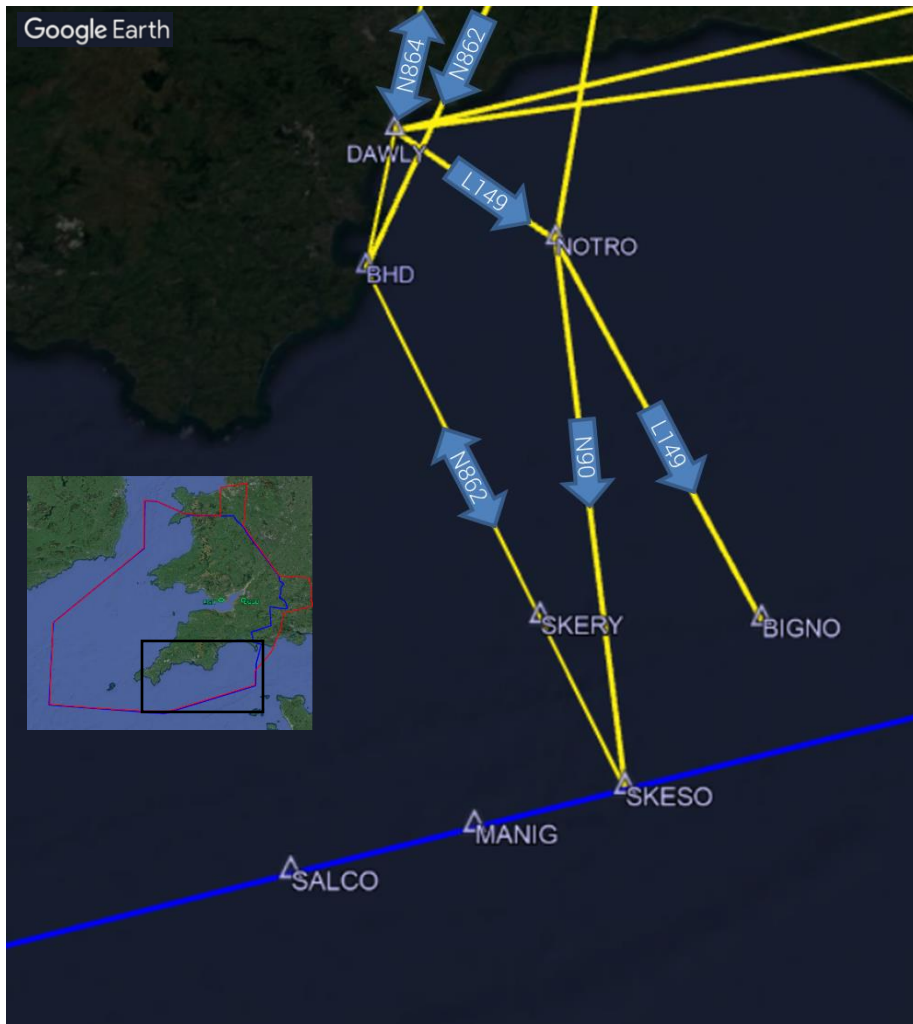 Google Earth
N864
N862
DAWLY
L149
NOTRO
BHD
N862
N90
L149
SKERY
BIGNO
SKESO
MANIG
SALCO